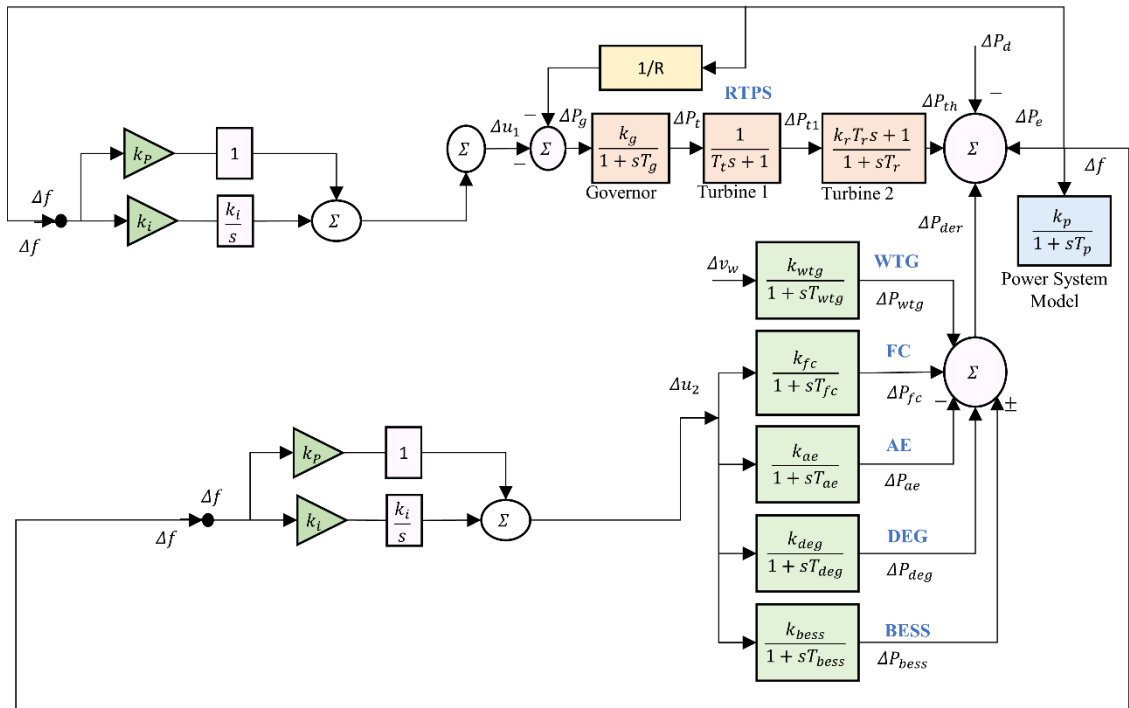 ΔP_d
1/R
RTPS
−
−
ΔP_th
ΔP_e
Δu_1
ΔP_g
ΔP_t
ΔP_t1
Σ
Σ
−
k_g
1 + sT_g
1
T_t s + 1
k_r T_r s + 1
1 + sT_r
Σ
Governor
Turbine 1
Turbine 2
k_P
1
Δf
Δf
Δf
k_i
k_i
s
Σ
ΔP_der
k_p
1 + sT_p
Power System
Model
Δv_w
k_wtg
1 + sT_wtg
WTG
ΔP_wtg
Δu_2
k_fc
1 + sT_fc
FC
ΔP_fc
Σ
−
±
k_P
1
k_ae
1 + sT_ae
AE
ΔP_ae
Δf
Δf
k_i
k_i
s
Σ
k_deg
1 + sT_deg
DEG
ΔP_deg
k_bess
1 + sT_bess
BESS
ΔP_bess